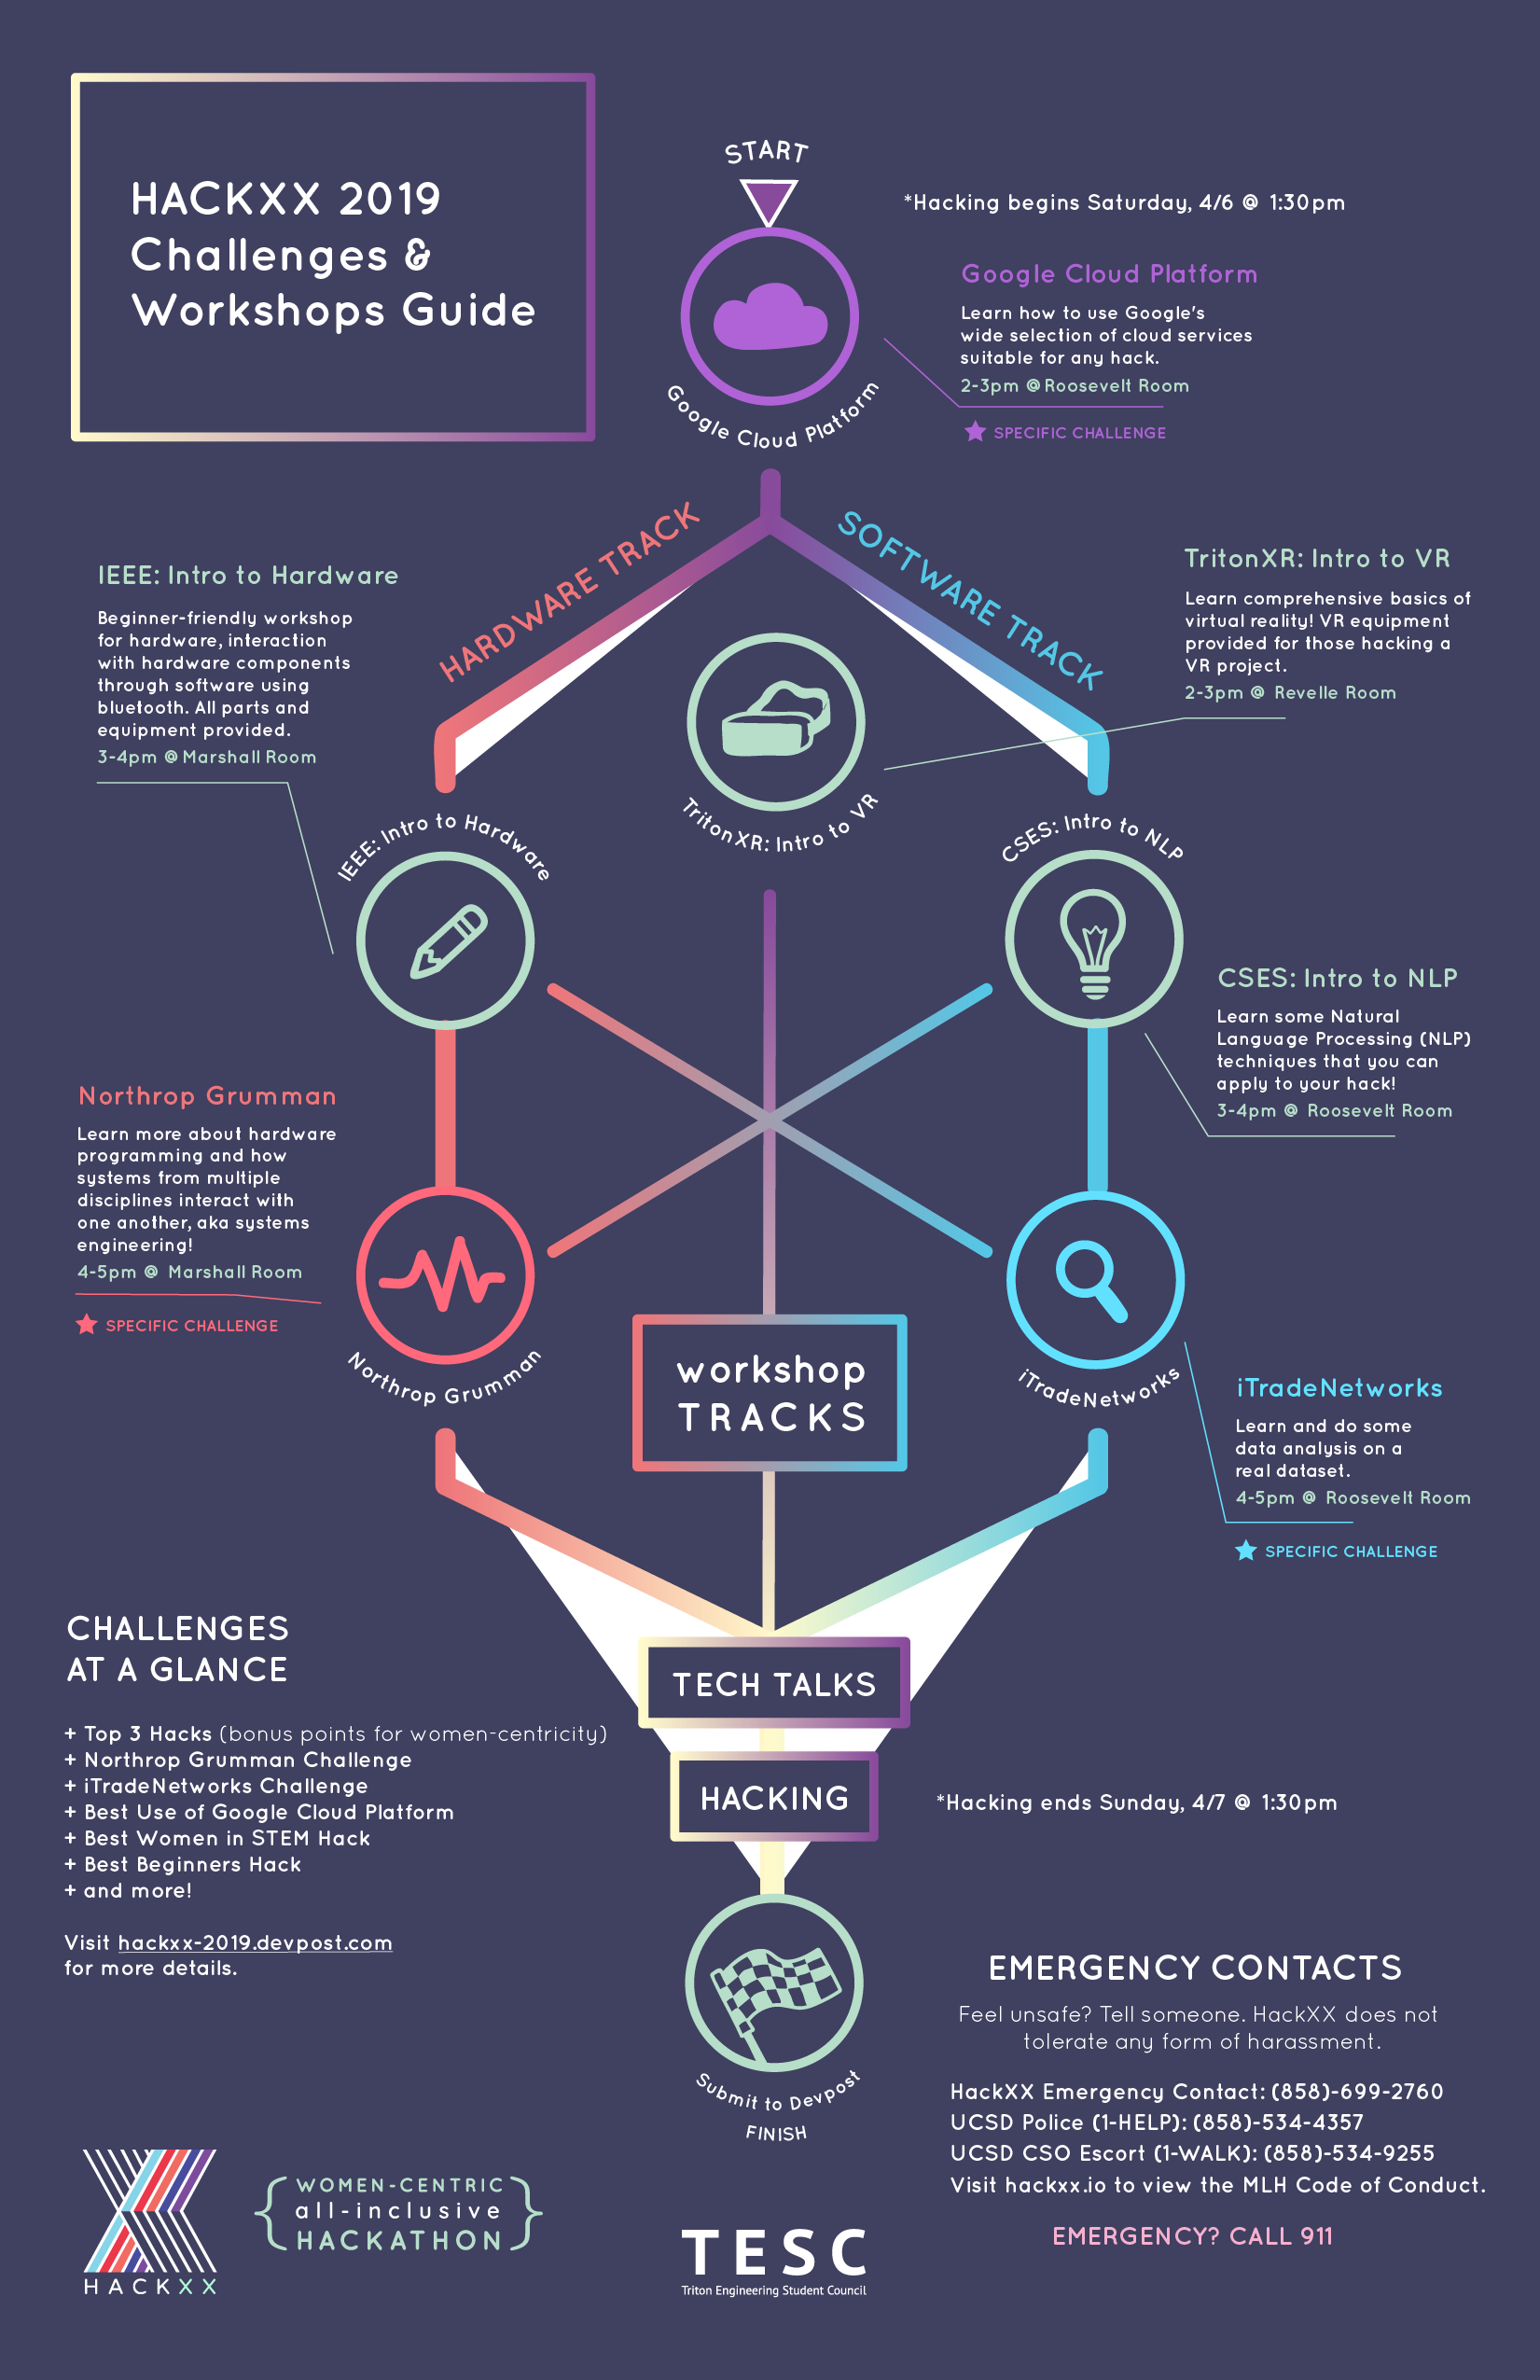 HACKXX 2019
Challenges &
Workshops Guide
START
*Hacking begins Saturday, 4/6 @ 1:30pm
Google Cloud Platform
Learn how to use Google's
wide selection of cloud services
suitable for any hack.
2-3pm @Roosevelt Room
SPECIFIC CHALLENGE
Google Cloud Platform
HARDWARE TRACK
SOFTWARE TRACK
IEEE: Intro to Hardware
Beginner-friendly workshop
for hardware, interaction
with hardware components
through software using
bluetooth. All parts and
equipment provided.
3-4pm @Marshall Room
TritonXR: Intro to VR
Learn comprehensive basics of
virtual reality! VR equipment
provided for those hacking a
VR project.
2-3pm @ Revelle Room
TritonXR: Intro to VR
IEEE: Intro to Hardware
CSES: Intro to NLP
CSES: Intro to NLP
Learn some Natural
Language Processing (NLP)
techniques that you can
apply to your hack!
3-4pm @ Roosevelt Room
Northrop Grumman
Learn more about hardware
programming and how
systems from multiple
disciplines interact with
one another, aka systems
engineering!
4-5pm @ Marshall Room
SPECIFIC CHALLENGE
Northrop Grumman
workshop
TRACKS
iTradeNetworks
iTradeNetworks
Learn and do some
data analysis on a
real dataset.
4-5pm @ Roosevelt Room
SPECIFIC CHALLENGE
CHALLENGES
AT A GLANCE
+ Top 3 Hacks (bonus points for women-centricity)
+ Northrop Grumman Challenge
+ iTradeNetworks Challenge
+ Best Use of Google Cloud Platform
+ Best Women in STEM Hack
+ Best Beginners Hack
+ and more!
Visit hackxx-2019.devpost.com
for more details.
TECH TALKS
HACKING
*Hacking ends Sunday, 4/7 @ 1:30pm
Submit to Devpost
FINISH
EMERGENCY CONTACTS
Feel unsafe? Tell someone. HackXX does not
tolerate any form of harassment.
HackXX Emergency Contact: (858)-699-2760
UCSD Police (1-HELP): (858)-534-4357
UCSD CSO Escort (1-WALK): (858)-534-9255
Visit hackxx.io to view the MLH Code of Conduct.
EMERGENCY? CALL 911
HACKXX
{WOMEN-CENTRIC
all-inclusive
HACKATHON}
TESC
Triton Engineering Student Council